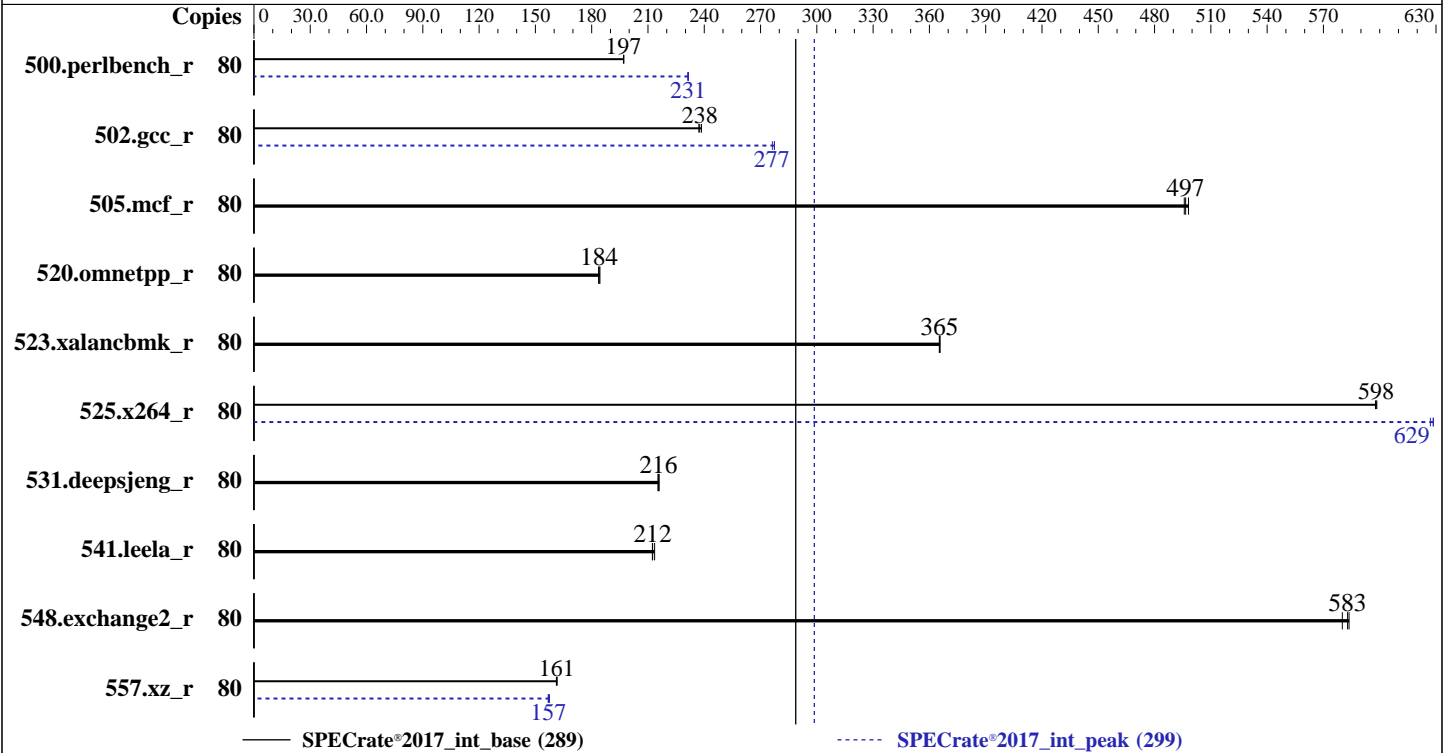 Copies 0 30.0 60.0 90.0 120 150 180 210 240 270 300 330 360 390 420 450 480 510 540 570 630
197
500.perlbench_r 80
231
238
502.gcc_r 80
277
497
505.mcf_r 80
184
520.omnetpp_r 80
365
523.xalancbmk_r 80
598
525.x264_r 80
629
216
531.deepsjeng_r 80
212
541.leela_r 80
583
548.exchange2_r 80
161
557.xz_r 80
157
SPECrate®2017_int_base (289) SPECrate®2017_int_peak (299)